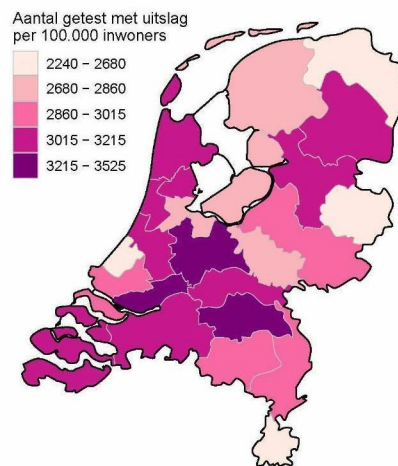 Aantal getest met uitslag
per 100.000 inwoners
2240 – 2680
2680 – 2860
2860 – 3015
3015 – 3215
3215 – 3525